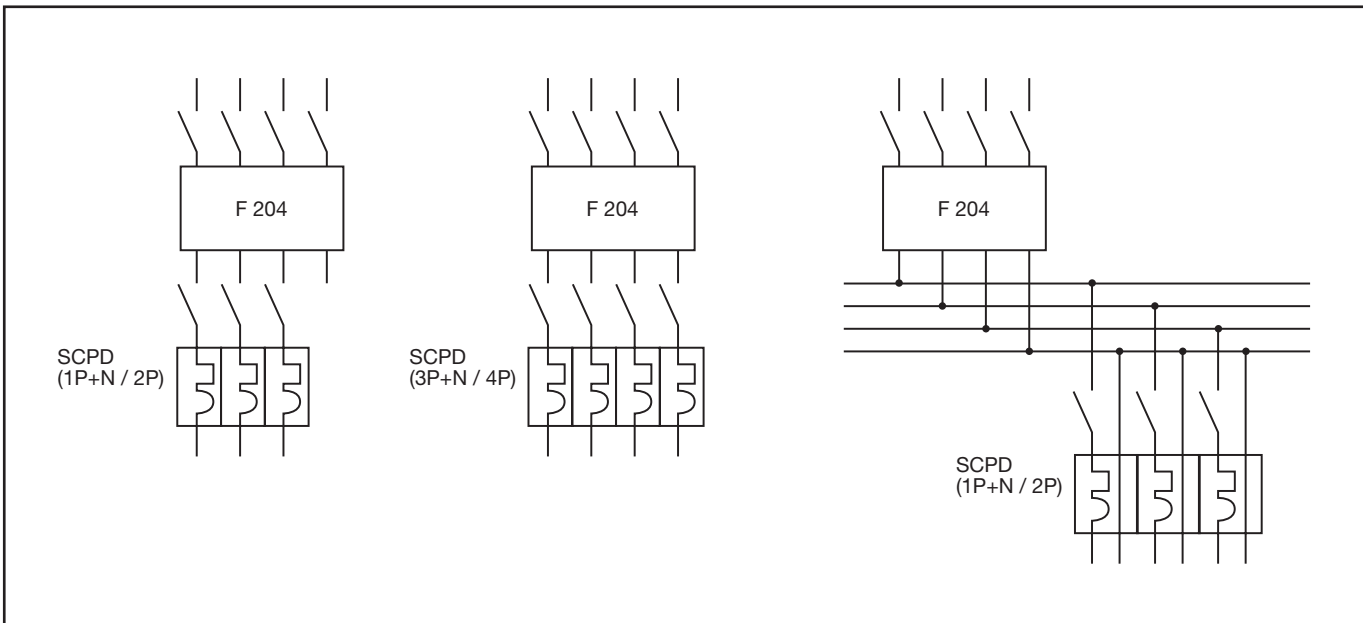 F 204
F 204
F 204
SCPD
(1P+N / 2P)
SCPD
(3P+N / 4P)
SCPD
(1P+N / 2P)